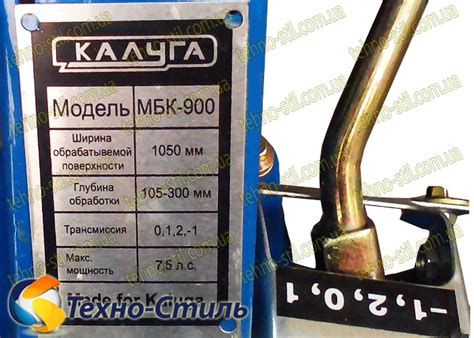 КАЛУГА
Модель МБК-900
Ширина обрабатываемой поверхности 1050 мм
Глубина обработки 105-300 мм
Трансмиссия 0,1,2,-1
Макс. мощность 7,5 л.с.
Made for Kaluga
-1,2,0,1
Техно-Стиль
tehno-stil.com.ua